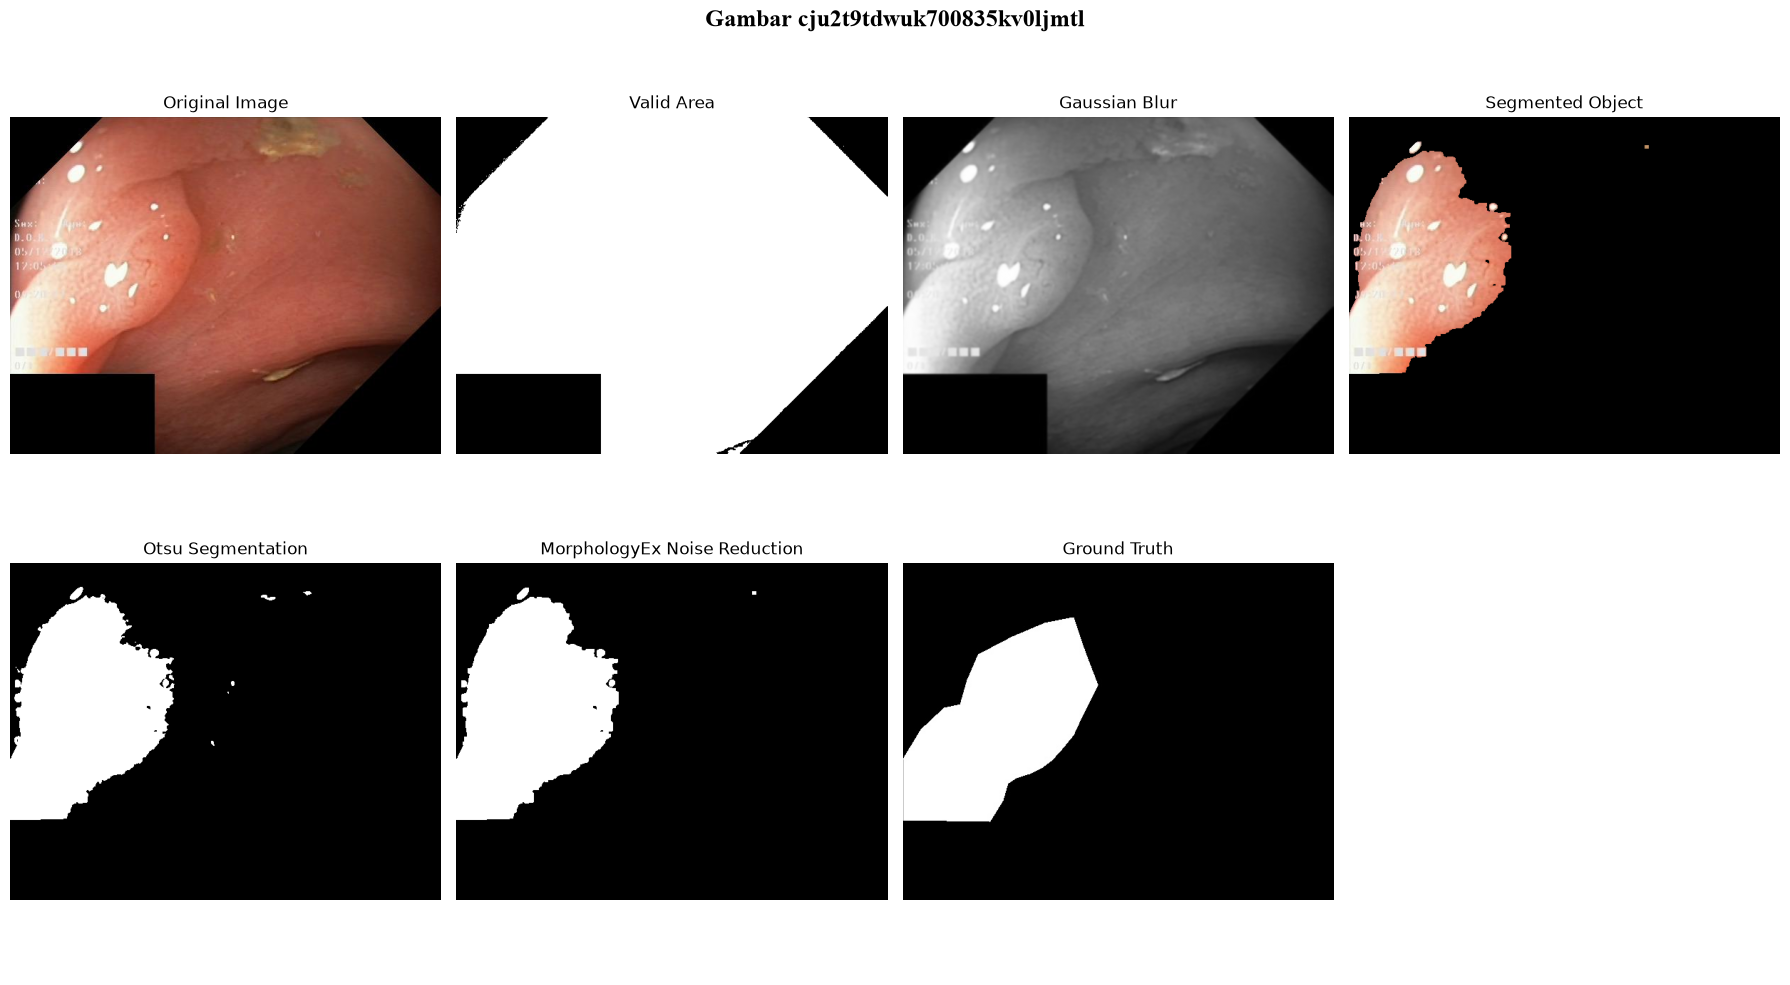 Gambar cju2t9tdwuk700835kv0ljmtl
Original Image
Valid Area
Gaussian Blur
Segmented Object
Otsu Segmentation
MorphologyEx Noise Reduction
Ground Truth